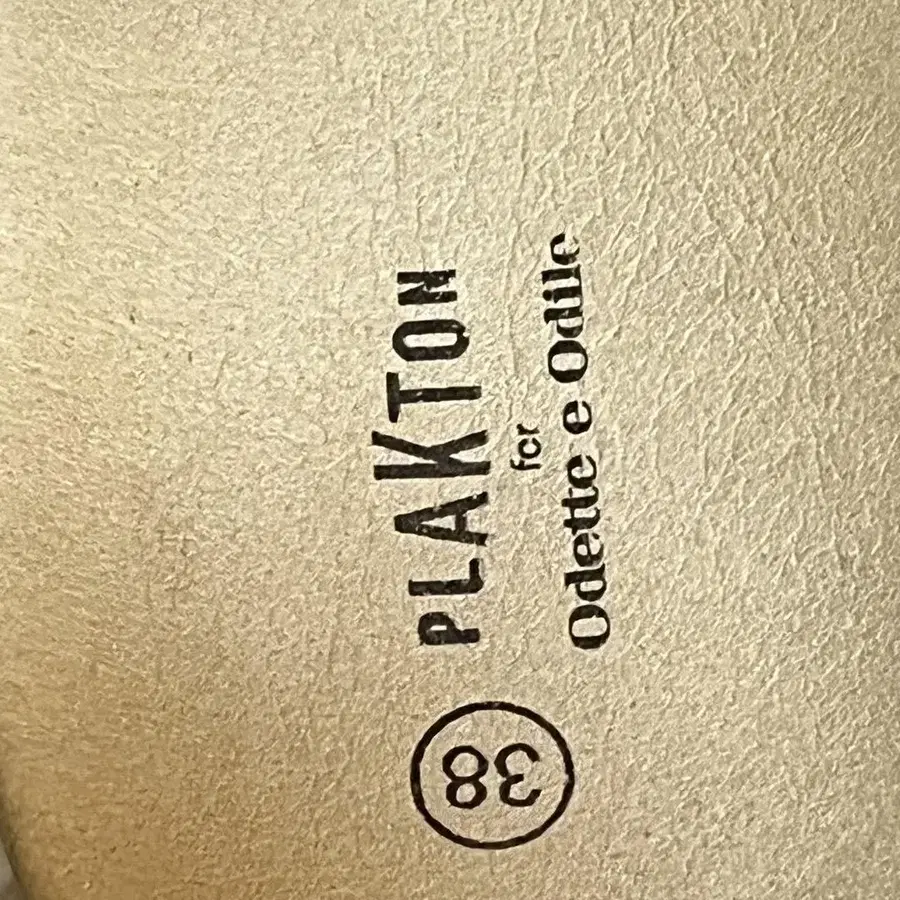 PLAKTON
for
Odette e Odile
38